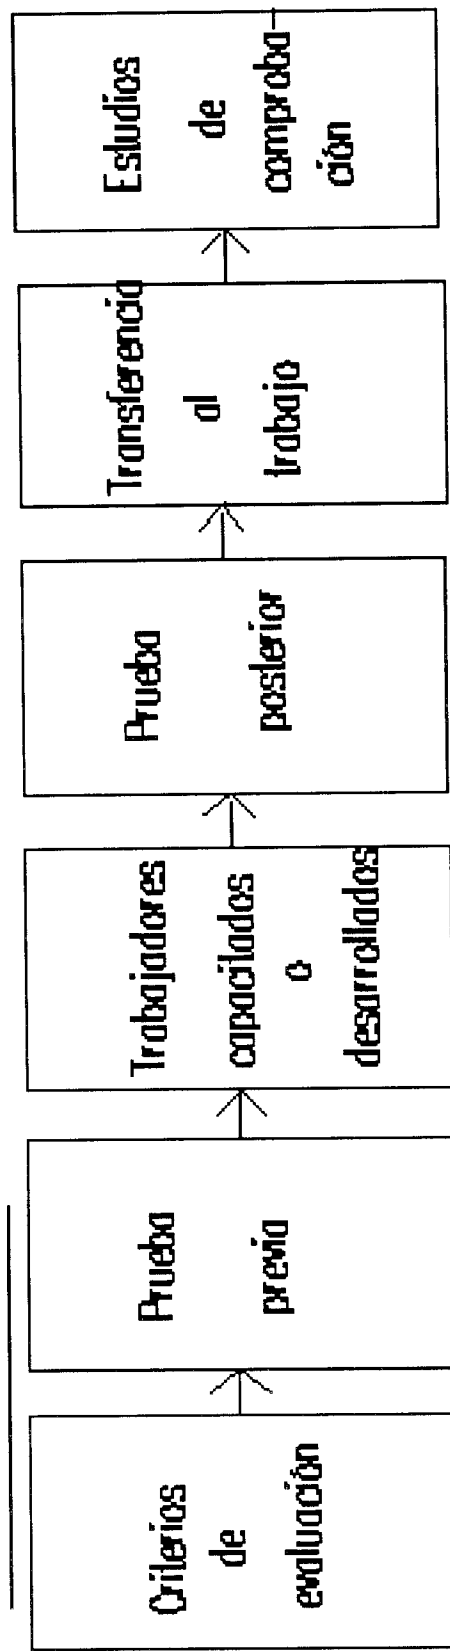 Criterios
de
evaluación
Prueba
previa
Trabajadores
capacitados
o
desarrollados
Prueba
posterior
Transferencia
al
trabajo
Estudios
de
comproba—
ción